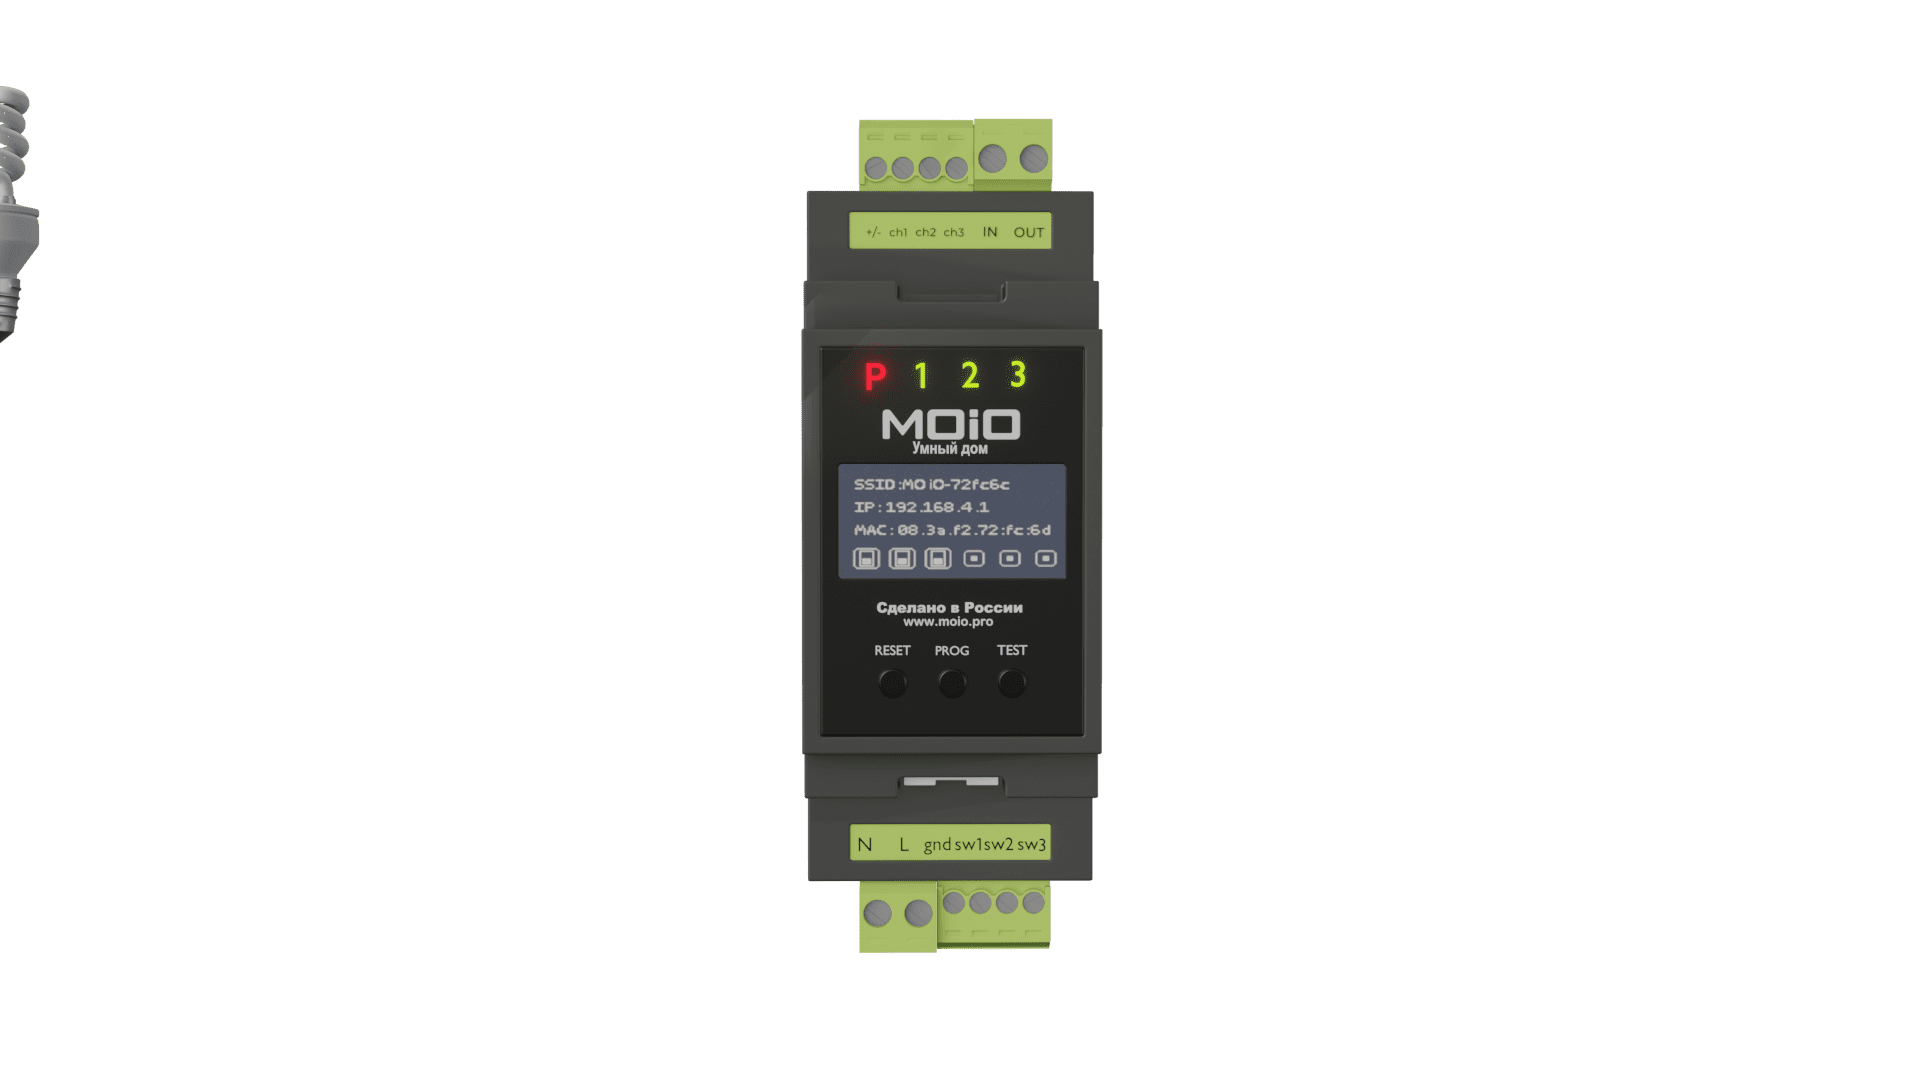 +/- ch1 ch2 ch3 IN OUT
P 1 2 3
MOiO
Умный дом
SSID:MOiO-72fc6c
IP:192.168.4.1
MAC:08.3a.f2.72:fc:6d
Сделано в России
www.moio.pro
RESET PROG TEST
N L gnd sw1 sw2 sw3